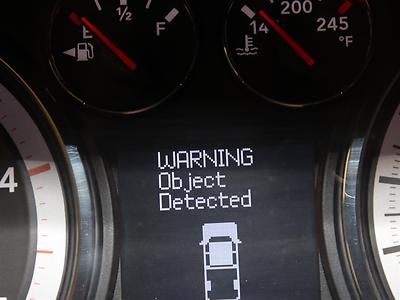 ½
E
F
200
14
245
°F
WARNING
Object
Detected
4